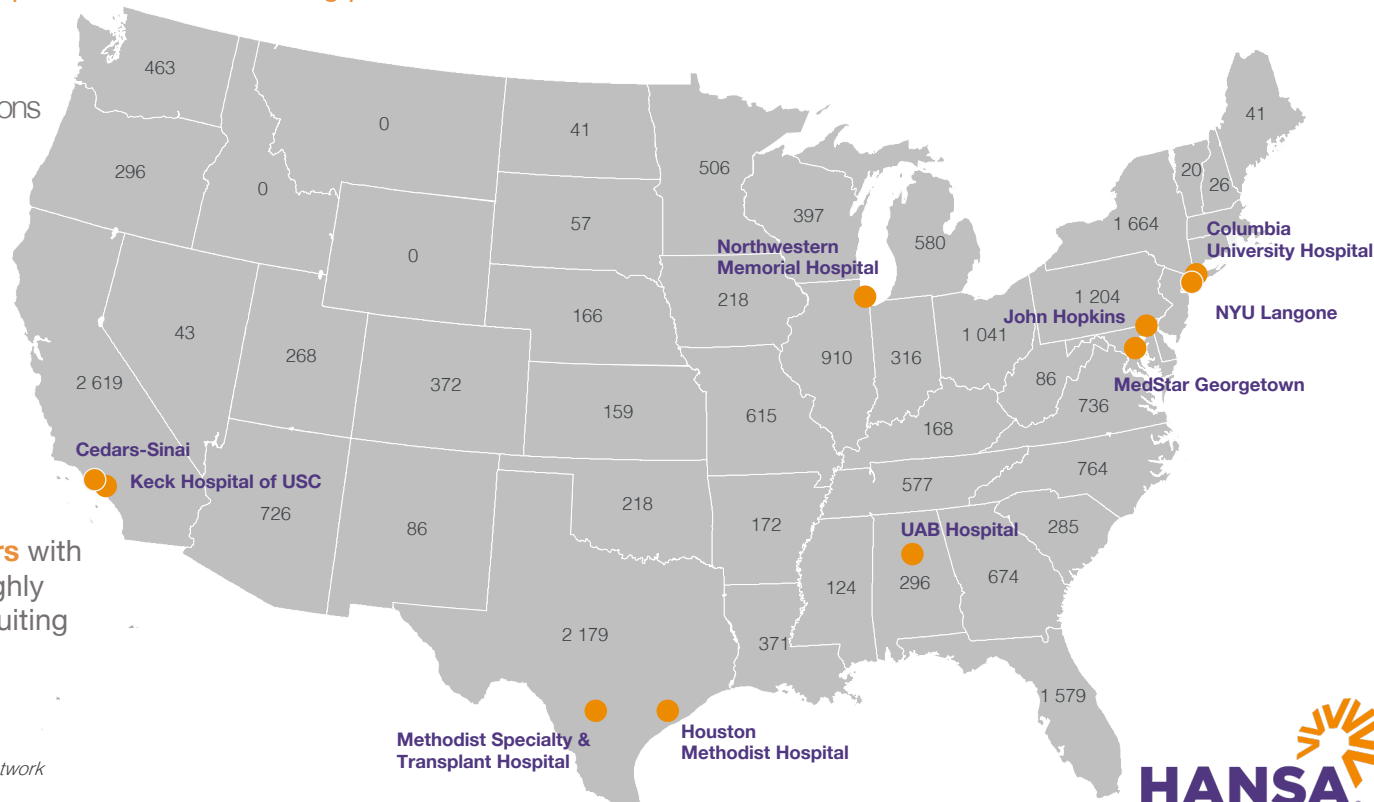 463
ons
0
41
41
506
296
0
20
26
57
397
1 664
580
Columbia
University Hospital
Northwestern
Memorial Hospital
0
218
1 204
166
John Hopkins
NYU Langone
43
1 041
268
910
316
2 619
372
86
MedStar Georgetown
159
615
736
168
Cedars-Sinai
Keck Hospital of USC
764
577
726
218
86
172
285
UAB Hospital
rs with
ghly
uiting
124
296
674
2 179
371
1 579
Methodist Specialty &
Transplant Hospital
Houston
Methodist Hospital
twork
HANSA